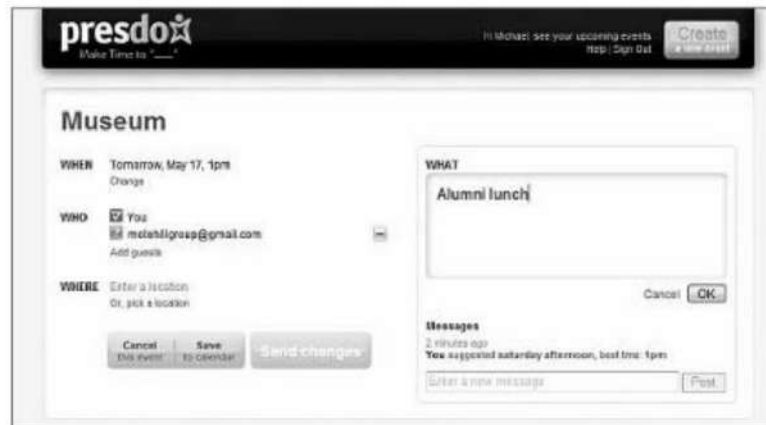 presdo
Make Time to "___"
Hi Michael, see your upcoming events
Help | Sign Out
Create
a new event
Museum
WHEN Tomorrow, May 17, 1pm
Change
WHO You
molehillgroup@gmail.com
Add guests
WHERE Enter a location
Or, pick a location
Cancel this event
Save to calendar
Send changes
WHAT
Alumni lunch
Cancel OK
Messages
2 minutes ago
You suggested saturday afternoon, best time: 1pm
Enter a new message Post